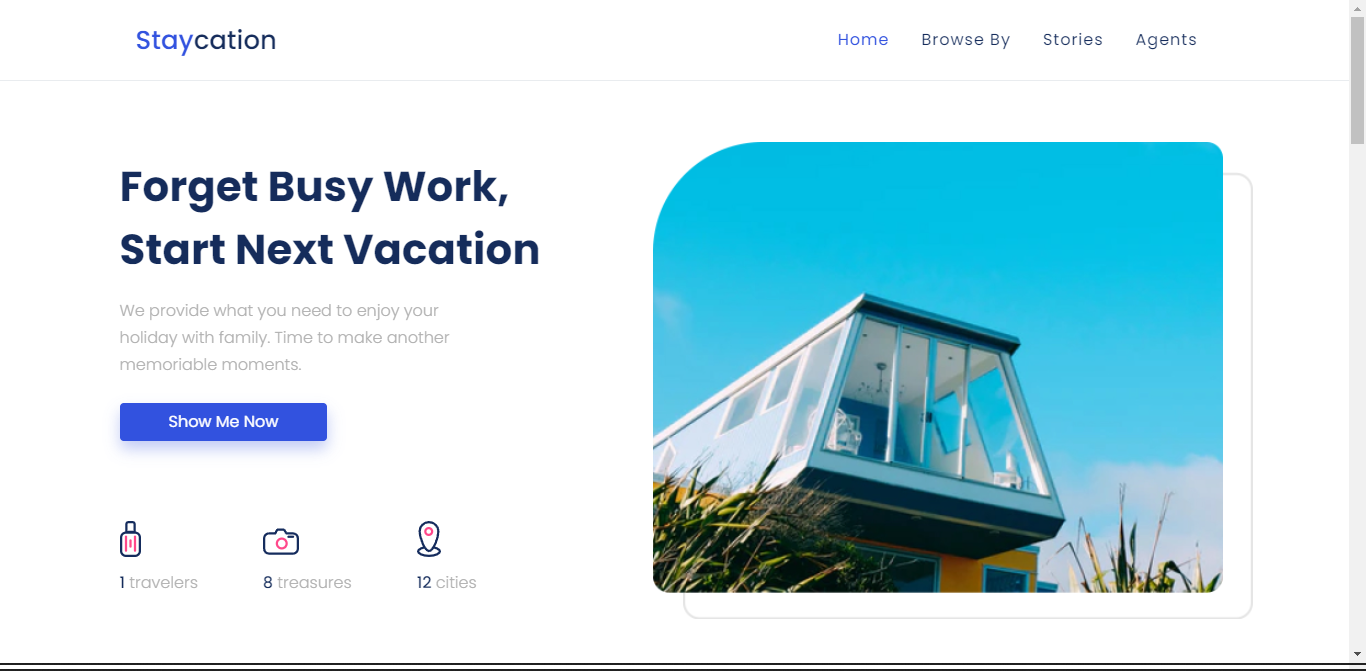 Staycation
Home Browse By Stories Agents
Forget Busy Work,
Start Next Vacation
We provide what you need to enjoy your
holiday with family. Time to make another
memoriable moments.
Show Me Now
1 travelers 8 treasures 12 cities